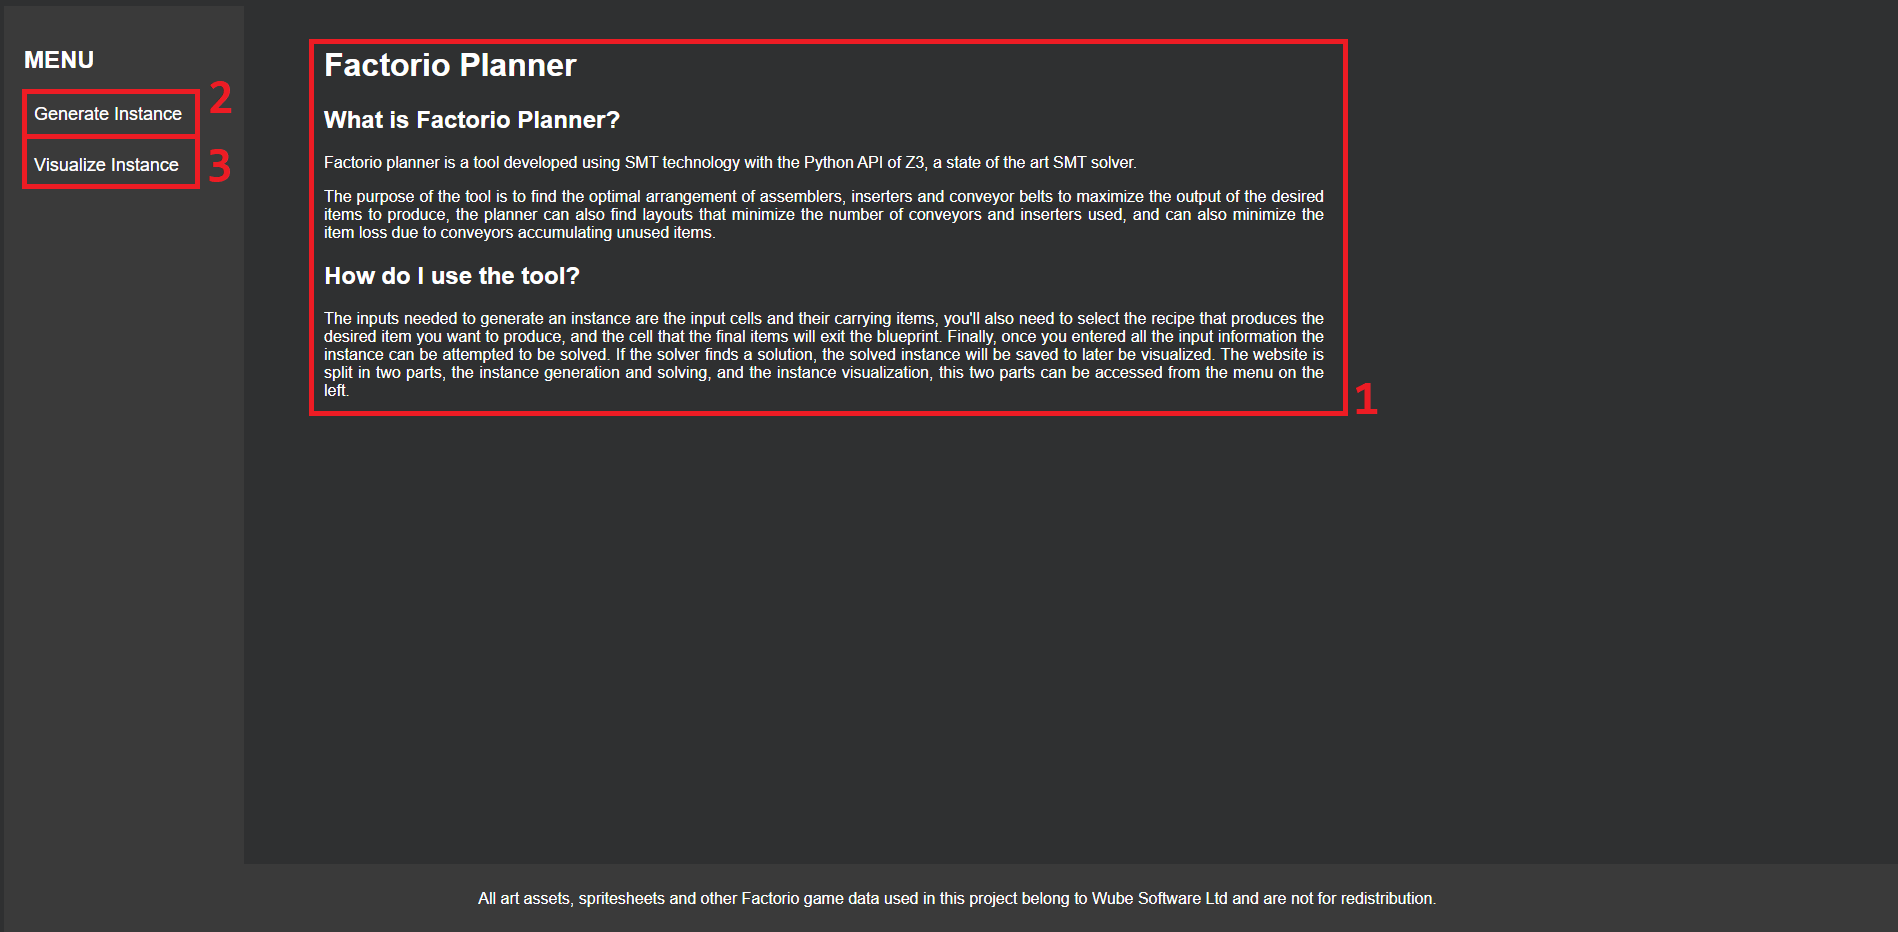 MENU
Generate Instance
2
Visualize Instance
3
Factorio Planner
What is Factorio Planner?
Factorio planner is a tool developed using SMT technology with the Python API of Z3, a state of the art SMT solver.
The purpose of the tool is to find the optimal arrangement of assemblers, inserters and conveyor belts to maximize the output of the desired
items to produce, the planner can also find layouts that minimize the number of conveyors and inserters used, and can also minimize the
item loss due to conveyors accumulating unused items.
How do I use the tool?
The inputs needed to generate an instance are the input cells and their carrying items, you'll also need to select the recipe that produces the
desired item you want to produce, and the cell that the final items will exit the blueprint. Finally, once you entered all the input information the
instance can be attempted to be solved. If the solver finds a solution, the solved instance will be saved to later be visualized. The website is
split in two parts, the instance generation and solving, and the instance visualization, this two parts can be accessed from the menu on the
left.
1
All art assets, spritesheets and other Factorio game data used in this project belong to Wube Software Ltd and are not for redistribution.